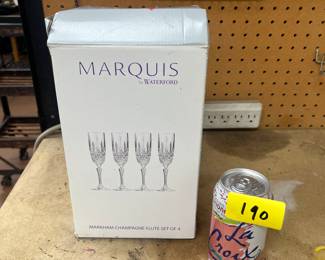 MARQUIS
BY WATERFORD
MARKHAM CHAMPAGNE FLUTE SET OF 4
190
La
Croix